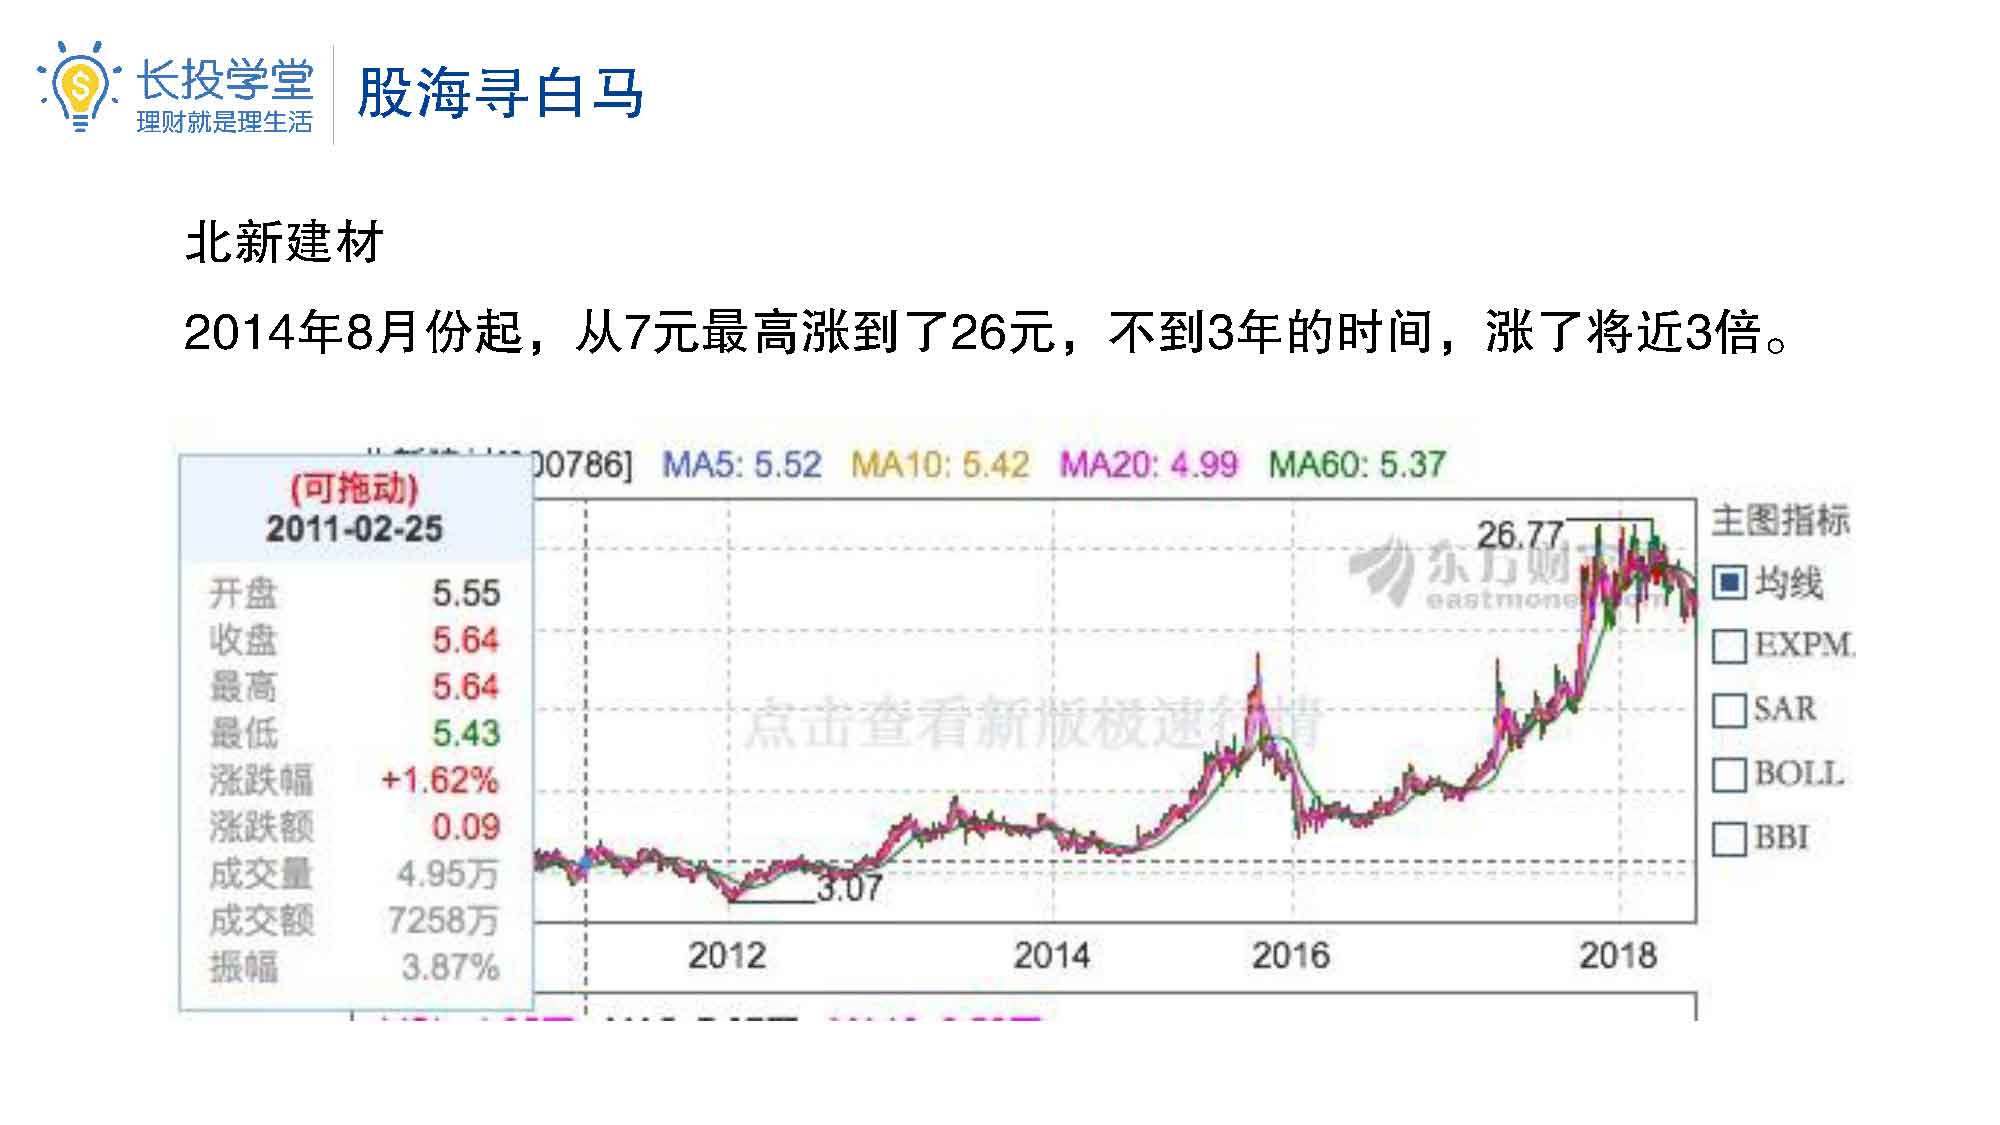 长投学堂
理财就是理生活
股海寻白马
北新建材
2014年8月份起，从7元最高涨到了26元，不到3年的时间，涨了将近3倍。
00786] MA5: 5.52 MA10: 5.42 MA20: 4.99 MA60: 5.37
(可拖动)
2011-02-25
开盘 5.55
收盘 5.64
最高 5.64
最低 5.43
涨跌幅 +1.62%
涨跌额 0.09
成交量 4.95万
成交额 7258万
振幅 3.87%
26.77
东方财
eastmone
点击查看新版极速行情
3.07
2012 2014 2016 2018
主图指标
均线
EXPM
SAR
BOLL
BBI